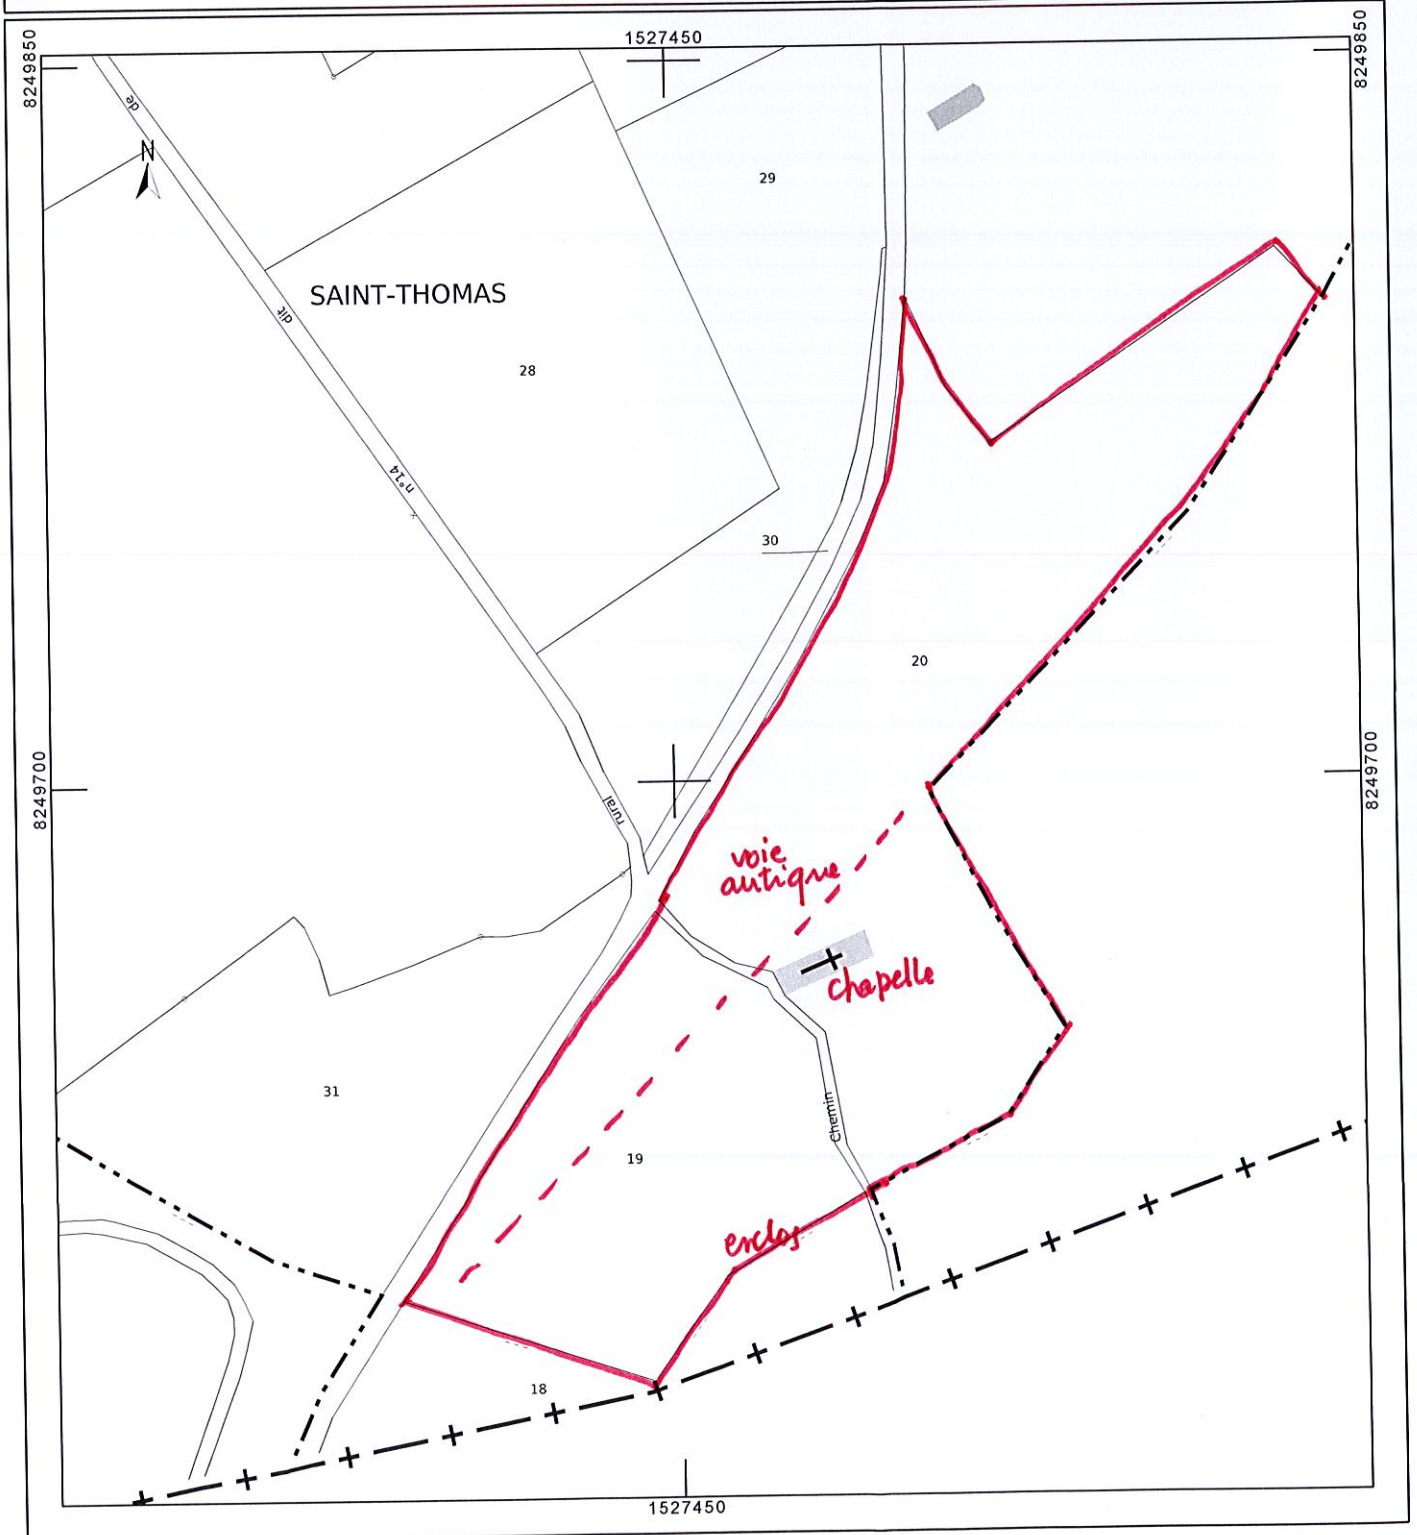 1527450
8249850
8249850
de
N
29
SAINT-THOMAS
dit
28
n°14
30
20
8249700
8249700
rural
voie
antique
chapelle
31
Chemin
19
enclos
18
1527450